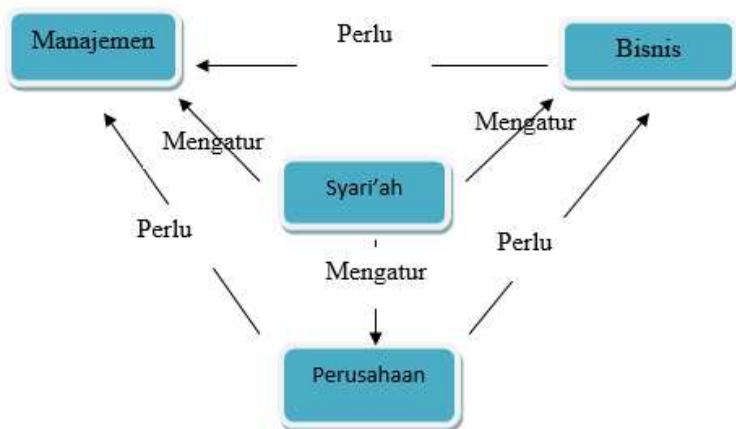 Perlu
Manajemen
Bisnis
Mengatur
Mengatur
Syari'ah
Perlu
Perlu
Mengatur
Perusahaan